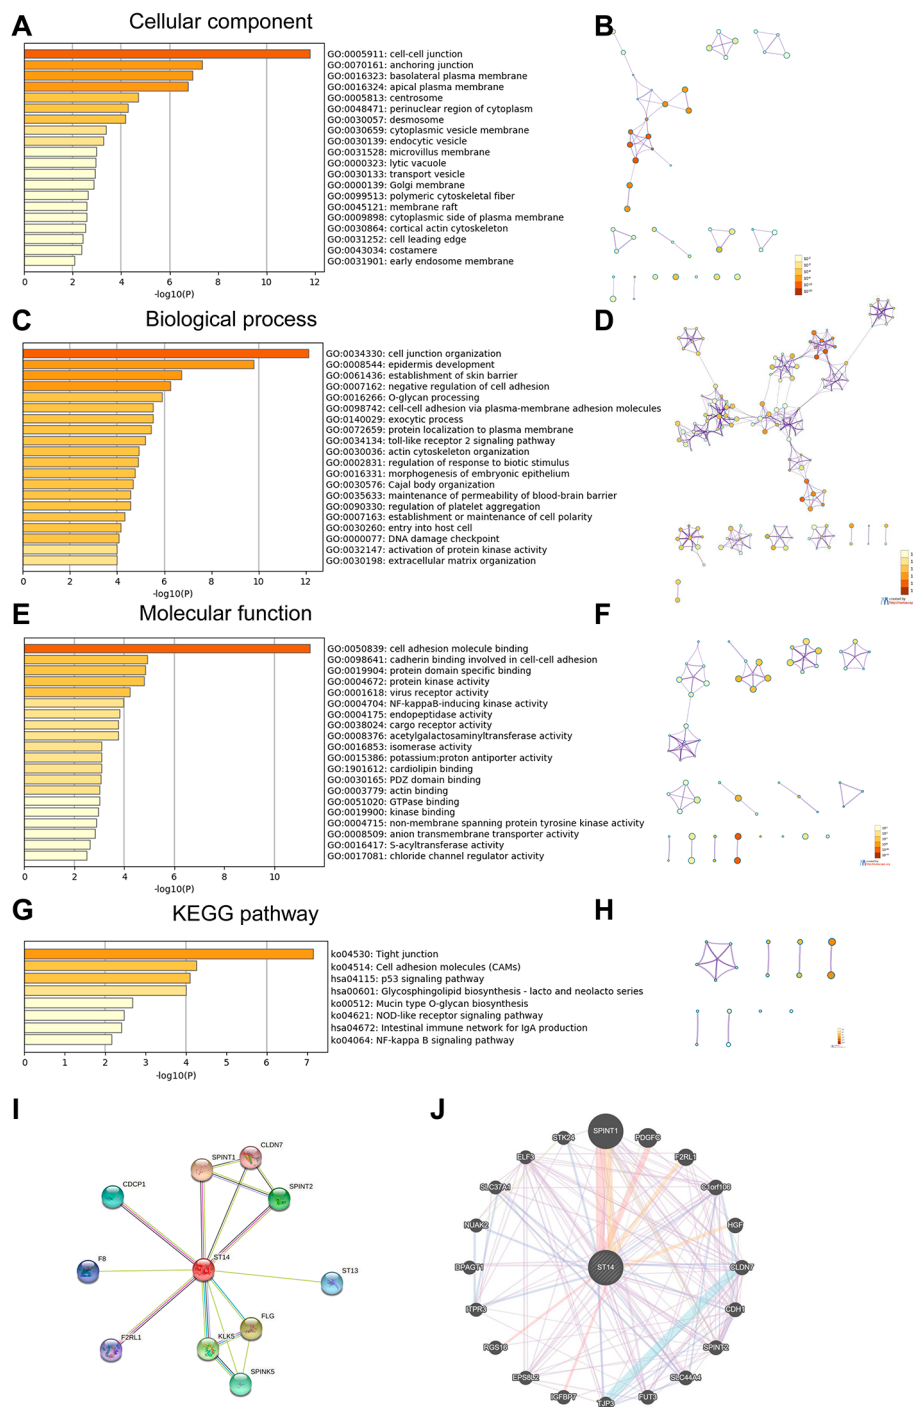 A
Cellular component
GO:0005911: cell-cell junction
GO:0070161: anchoring junction
GO:0016323: basolateral plasma membrane
GO:0016324: apical plasma membrane
GO:0005813: centrosome
GO:0048471: perinuclear region of cytoplasm
GO:0030057: desmosome
GO:0030659: cytoplasmic vesicle membrane
GO:0030139: endocytic vesicle
GO:0031528: microvillus membrane
GO:0000323: lytic vacuole
GO:0030133: transport vesicle
GO:0000139: Golgi membrane
GO:0099513: polymeric cytoskeletal fiber
GO:0045121: membrane raft
GO:0009898: cytoplasmic side of plasma membrane
GO:0030864: cortical actin cytoskeleton
GO:0031252: cell leading edge
GO:0043034: costamere
GO:0031901: early endosome membrane
0 2 4 6 8 10 12
-log10(P)
B
C
Biological process
GO:0034330: cell junction organization
GO:0008544: epidermis development
GO:0061436: establishment of skin barrier
GO:0007162: negative regulation of cell adhesion
GO:0016266: O-glycan processing
GO:0098742: cell-cell adhesion via plasma-membrane adhesion molecules
GO:0140029: exocytic process
GO:0072659: protein localization to plasma membrane
GO:0034134: toll-like receptor 2 signaling pathway
GO:0030036: actin cytoskeleton organization
GO:0002831: regulation of response to biotic stimulus
GO:0016331: morphogenesis of embryonic epithelium
GO:0030576: Cajal body organization
GO:0035633: maintenance of permeability of blood-brain barrier
GO:0090330: regulation of platelet aggregation
GO:0007163: establishment or maintenance of cell polarity
GO:0030260: entry into host cell
GO:0000077: DNA damage checkpoint
GO:0032147: activation of protein kinase activity
GO:0030198: extracellular matrix organization
0 2 4 6 8 10 12
-log10(P)
D
E
Molecular function
GO:0050839: cell adhesion molecule binding
GO:0098641: cadherin binding involved in cell-cell adhesion
GO:0019904: protein domain specific binding
GO:0004672: protein kinase activity
GO:0001618: virus receptor activity
GO:0004704: NF-kappaB-inducing kinase activity
GO:0004175: endopeptidase activity
GO:0038024: cargo receptor activity
GO:0008376: acetylgalactosaminyltransferase activity
GO:0016853: isomerase activity
GO:0015386: potassium:proton antiporter activity
GO:1901612: cardiolipin binding
GO:0030165: PDZ domain binding
GO:0003779: actin binding
GO:0051020: GTPase binding
GO:0019900: kinase binding
GO:0004715: non-membrane spanning protein tyrosine kinase activity
GO:0008509: anion transmembrane transporter activity
GO:0016417: S-acyltransferase activity
GO:0017081: chloride channel regulator activity
0 2 4 6 8 10
-log10(P)
F
G
KEGG pathway
ko04530: Tight junction
ko04514: Cell adhesion molecules (CAMs)
hsa04115: p53 signaling pathway
hsa00601: Glycosphingolipid biosynthesis - lacto and neolacto series
ko00512: Mucin type O-glycan biosynthesis
ko04621: NOD-like receptor signaling pathway
hsa04672: Intestinal immune network for IgA production
ko04064: NF-kappa B signaling pathway
0 1 2 3 4 5 6 7
-log10(P)
H
I
CLDN7
SPINT1
SPINT2
CDCP1
ST14
F8
ST13
FLG
F2RL1
KLK5
SPINK5
J
SPINT1
STK24
PDGFC
ELF3
F2RL1
SLC37A1
C1orf106
NUAK2
HGF
DPAGT1
ST14
CLDN7
ITPR3
CDH1
RGS16
SPINT2
EPS8L2
SLC44A4
IGFBP7
FUT3
TJP3